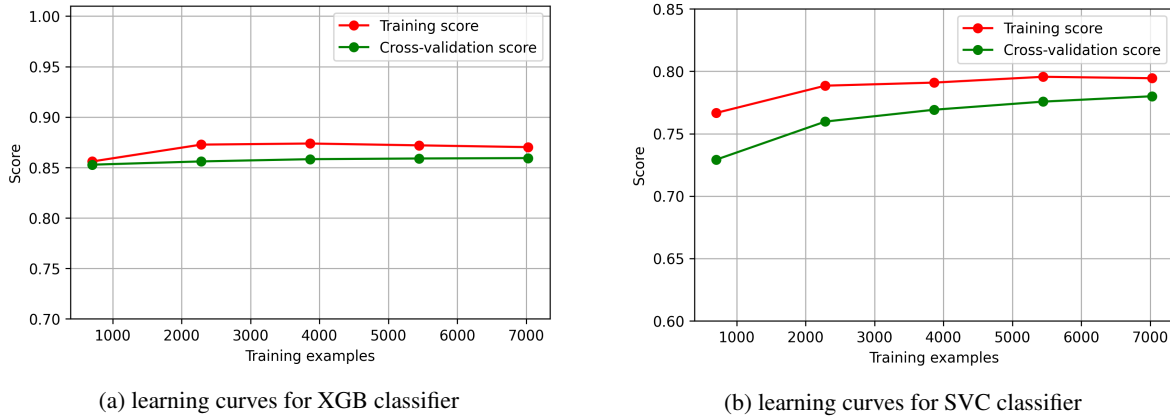 1.00
0.95
0.90
0.85
0.80
0.75
0.70
Score
Training score
Cross-validation score
1000 2000 3000 4000 5000 6000 7000
Training examples
(a) learning curves for XGB classifier
0.85
0.80
0.75
0.70
0.65
0.60
Score
Training score
Cross-validation score
1000 2000 3000 4000 5000 6000 7000
Training examples
(b) learning curves for SVC classifier